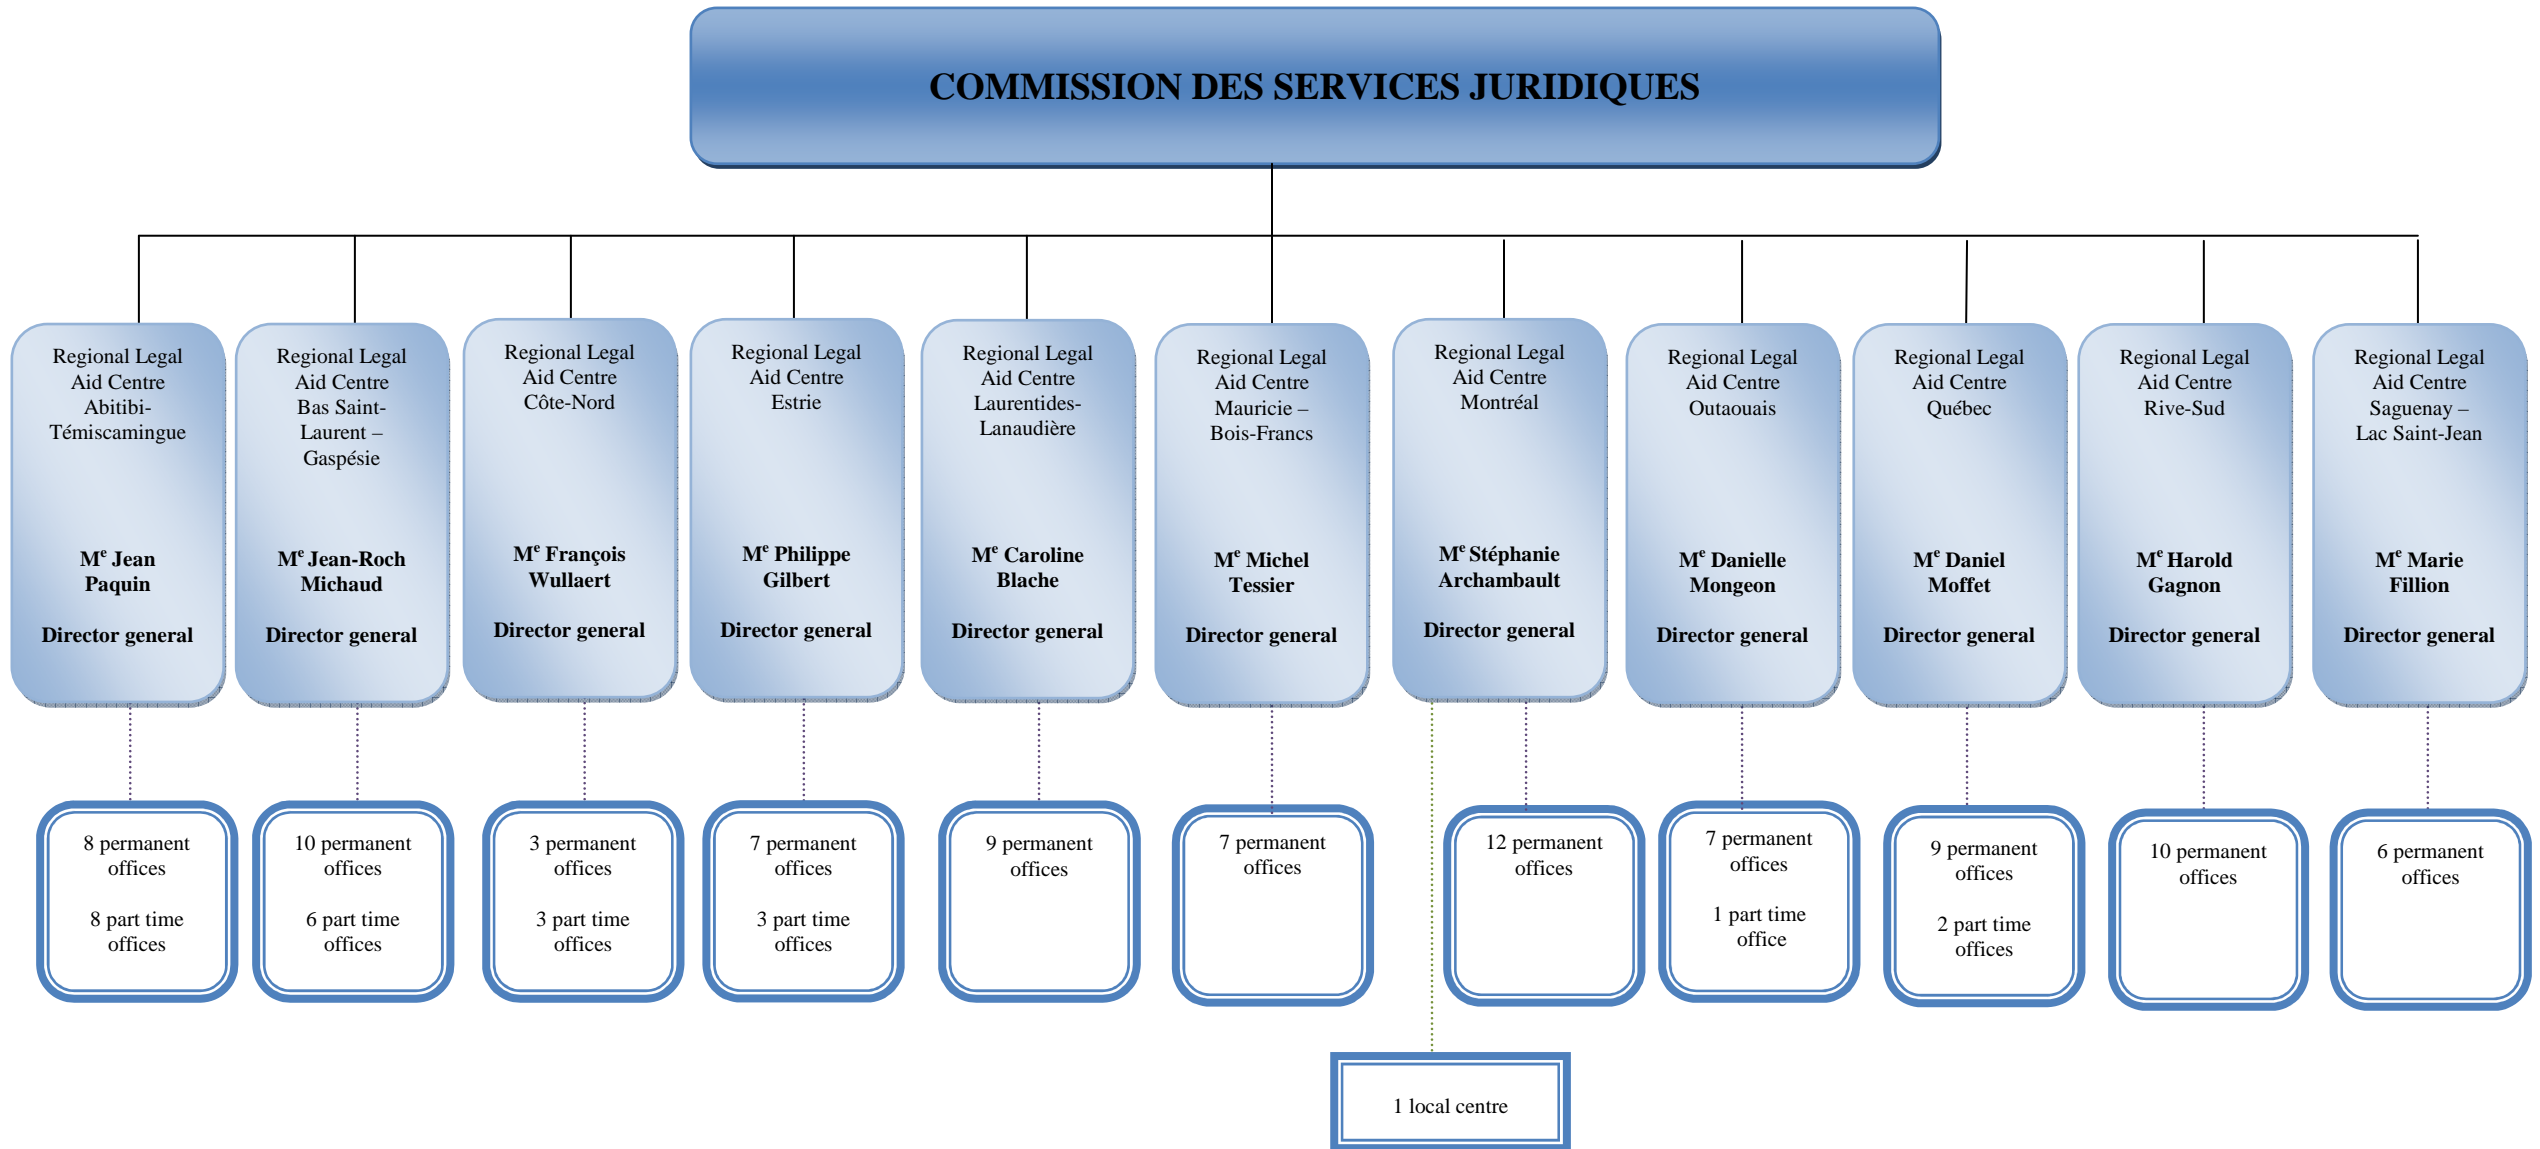 COMMISSION DES SERVICES JURIDIQUES
Regional Legal
Aid Centre
Abitibi-
Témiscamingue
Mᵉ Jean
Paquin
Director general
Regional Legal
Aid Centre
Bas Saint-
Laurent –
Gaspésie
Mᵉ Jean-Roch
Michaud
Director general
Regional Legal
Aid Centre
Côte-Nord
Mᵉ François
Wullaert
Director general
Regional Legal
Aid Centre
Estrie
Mᵉ Philippe
Gilbert
Director general
Regional Legal
Aid Centre
Laurentides-
Lanaudière
Mᵉ Caroline
Blache
Director general
Regional Legal
Aid Centre
Mauricie –
Bois-Francs
Mᵉ Michel
Tessier
Director general
Regional Legal
Aid Centre
Montréal
Mᵉ Stéphanie
Archambault
Director general
Regional Legal
Aid Centre
Outaouais
Mᵉ Danielle
Mongeon
Director general
Regional Legal
Aid Centre
Québec
Mᵉ Daniel
Moffet
Director general
Regional Legal
Aid Centre
Rive-Sud
Mᵉ Harold
Gagnon
Director general
Regional Legal
Aid Centre
Saguenay –
Lac Saint-Jean
Mᵉ Marie
Fillion
Director general
8 permanent
offices
8 part time
offices
10 permanent
offices
6 part time
offices
3 permanent
offices
3 part time
offices
7 permanent
offices
3 part time
offices
9 permanent
offices
7 permanent
offices
12 permanent
offices
7 permanent
offices
1 part time
office
9 permanent
offices
2 part time
offices
10 permanent
offices
6 permanent
offices
1 local centre